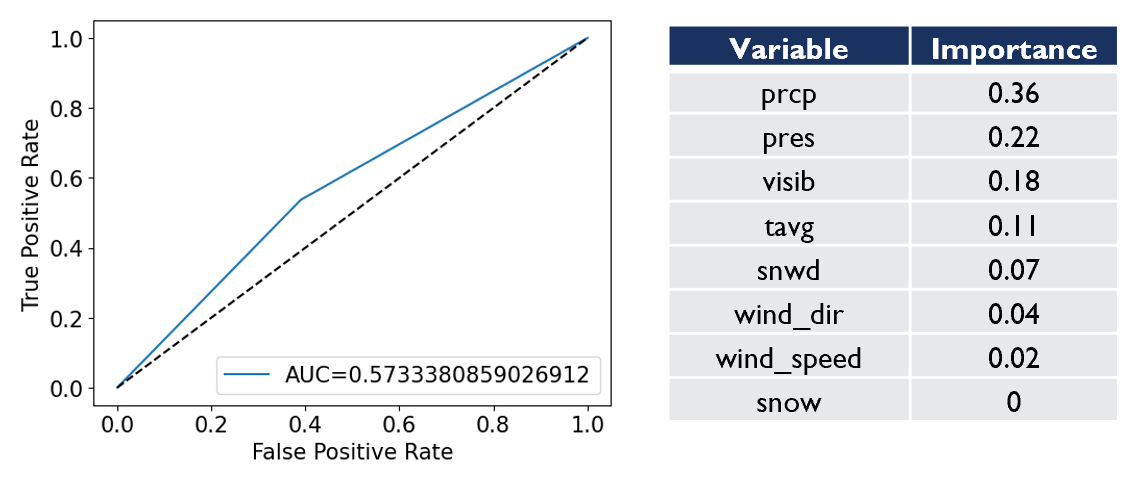 1.0
0.8
0.6
0.4
0.2
0.0
True Positive Rate
AUC=0.5733380859026912
0.0 0.2 0.4 0.6 0.8 1.0
False Positive Rate
Variable Importance
prcp 0.36
pres 0.22
visib 0.18
tavg 0.11
snwd 0.07
wind_dir 0.04
wind_speed 0.02
snow 0